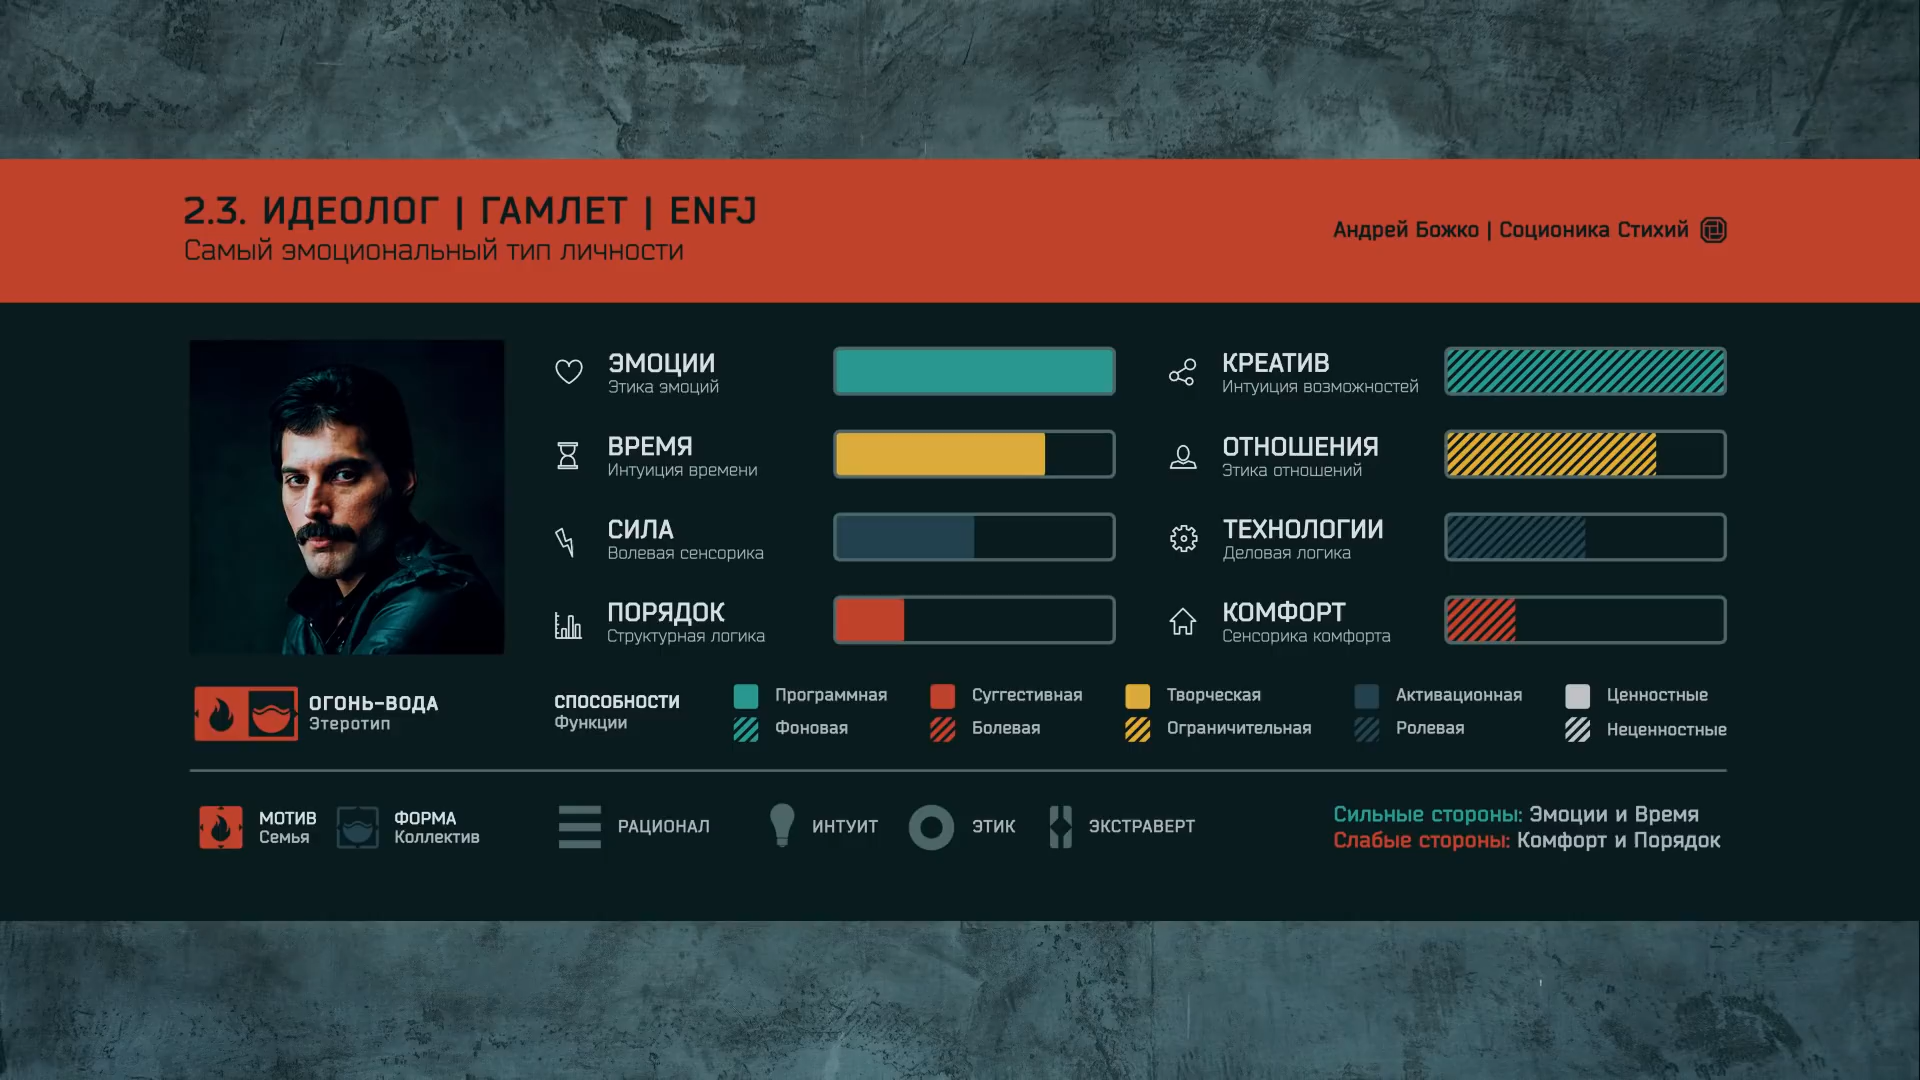 2.3. ИДЕОЛОГ | ГАМЛЕТ | ENFJ
Самый эмоциональный тип личности
Андрей Божко | Соционика Стихий
ЭМОЦИИ
Этика эмоций
КРЕАТИВ
Интуиция возможностей
ВРЕМЯ
Интуиция времени
ОТНОШЕНИЯ
Этика отношений
СИЛА
Волевая сенсорика
ТЕХНОЛОГИИ
Деловая логика
ПОРЯДОК
Структурная логика
КОМФОРТ
Сенсорика комфорта
ОГОНЬ-ВОДА
Этеротип
СПОСОБНОСТИ
Функции
Программная
Суггестивная
Творческая
Активационная
Ценностные
Фоновая
Болевая
Ограничительная
Ролевая
Неценностные
МОТИВ
Семья
ФОРМА
Коллектив
РАЦИОНАЛ
ИНТУИТ
ЭТИК
ЭКСТРАВЕРТ
Сильные стороны: Эмоции и Время
Слабые стороны: Комфорт и Порядок